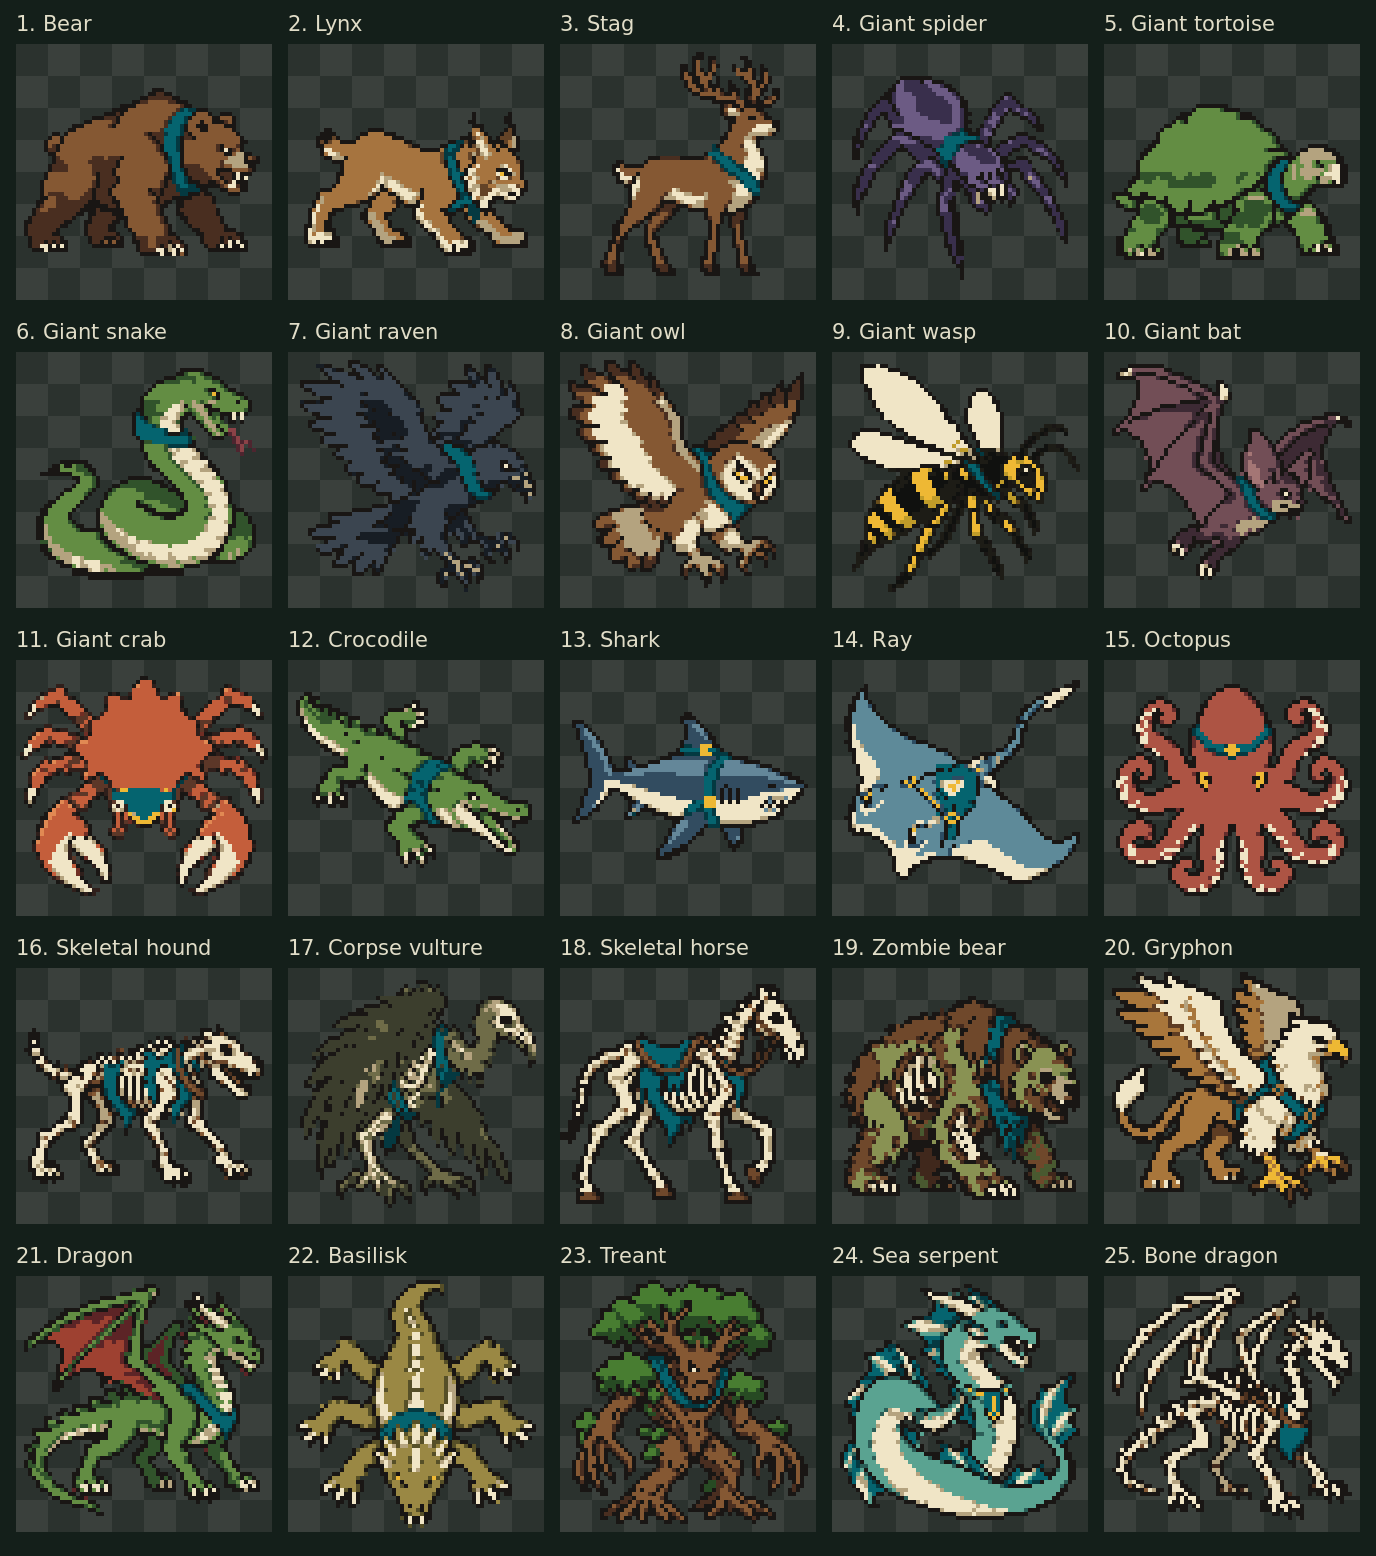 1. Bear
2. Lynx
3. Stag
4. Giant spider
5. Giant tortoise
6. Giant snake
7. Giant raven
8. Giant owl
9. Giant wasp
10. Giant bat
11. Giant crab
12. Crocodile
13. Shark
14. Ray
15. Octopus
16. Skeletal hound
17. Corpse vulture
18. Skeletal horse
19. Zombie bear
20. Gryphon
21. Dragon
22. Basilisk
23. Treant
24. Sea serpent
25. Bone dragon